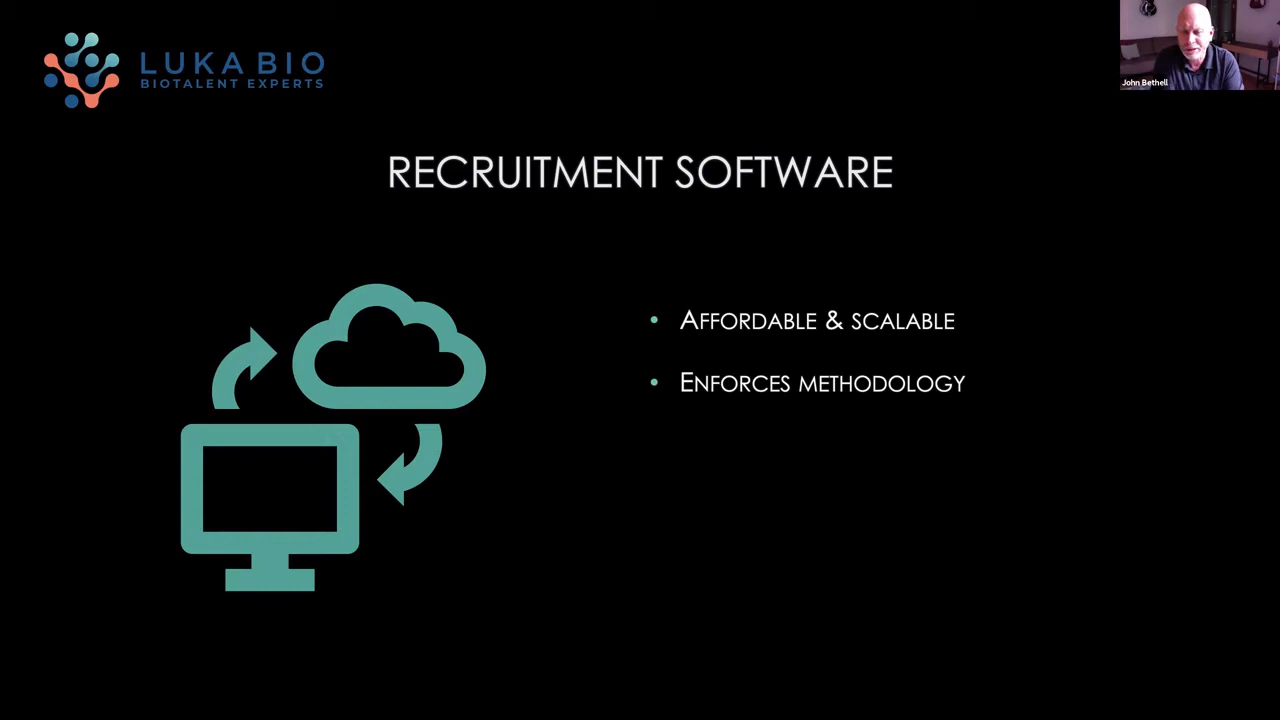 LUKA BIO
BIOTALENT EXPERTS
John Bethell
RECRUITMENT SOFTWARE
• AFFORDABLE & SCALABLE
• ENFORCES METHODOLOGY